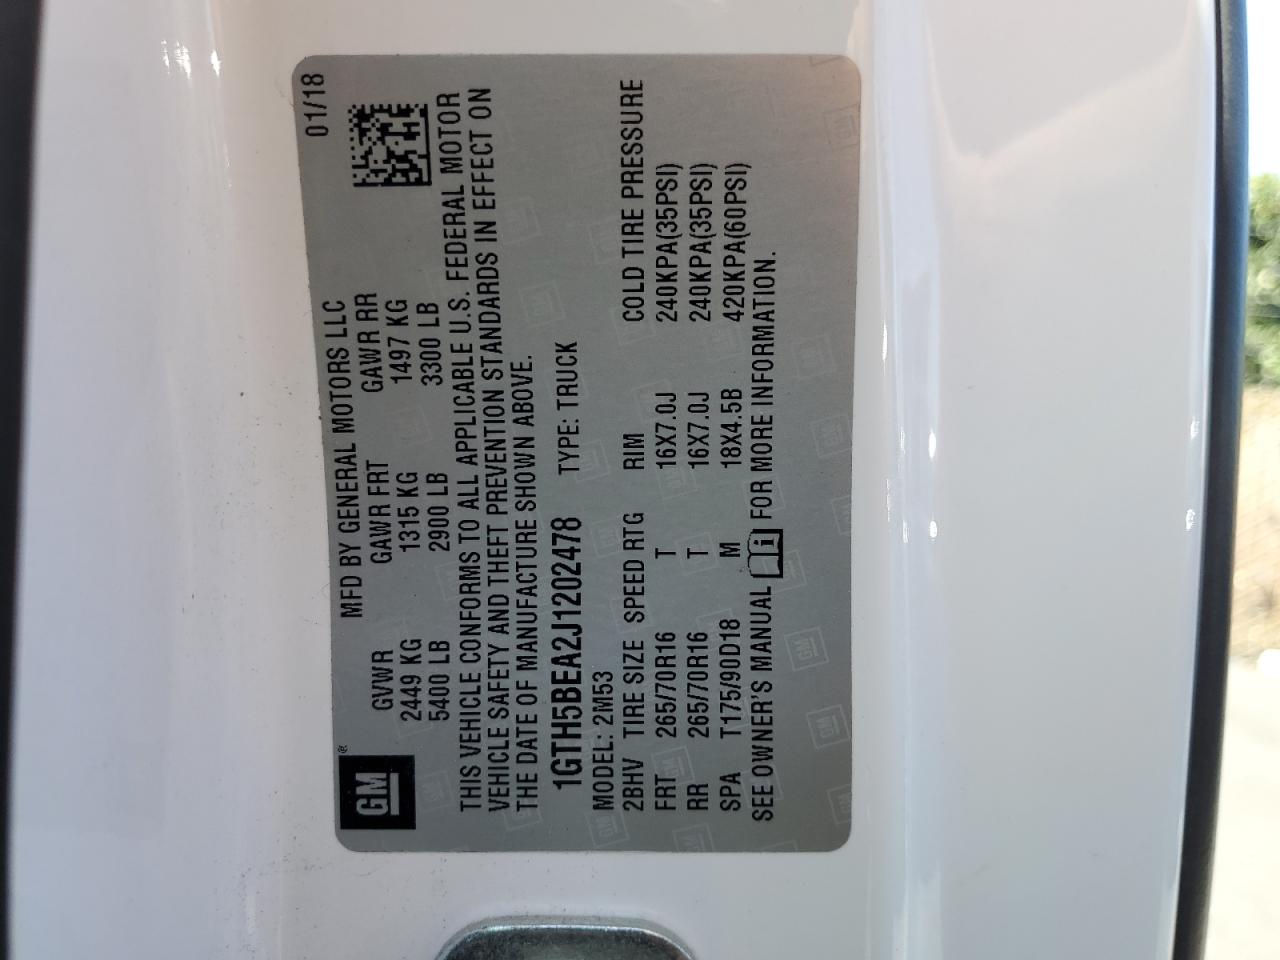 GM®
MFD BY GENERAL MOTORS LLC 01/18
GVWR GAWR FRT GAWR RR
2449 KG 1315 KG 1497 KG
5400 LB 2900 LB 3300 LB
THIS VEHICLE CONFORMS TO ALL APPLICABLE U.S. FEDERAL MOTOR
VEHICLE SAFETY AND THEFT PREVENTION STANDARDS IN EFFECT ON
THE DATE OF MANUFACTURE SHOWN ABOVE.
1GTH5BEA2J1202478 TYPE: TRUCK
MODEL: 2M53
2BHV TIRE SIZE SPEED RTG RIM COLD TIRE PRESSURE
FRT 265/70R16 T 16X7.0J 240KPA(35PSI)
RR 265/70R16 T 16X7.0J 240KPA(35PSI)
SPA T175/90D18 M 18X4.5B 420KPA(60PSI)
SEE OWNER'S MANUAL i FOR MORE INFORMATION.